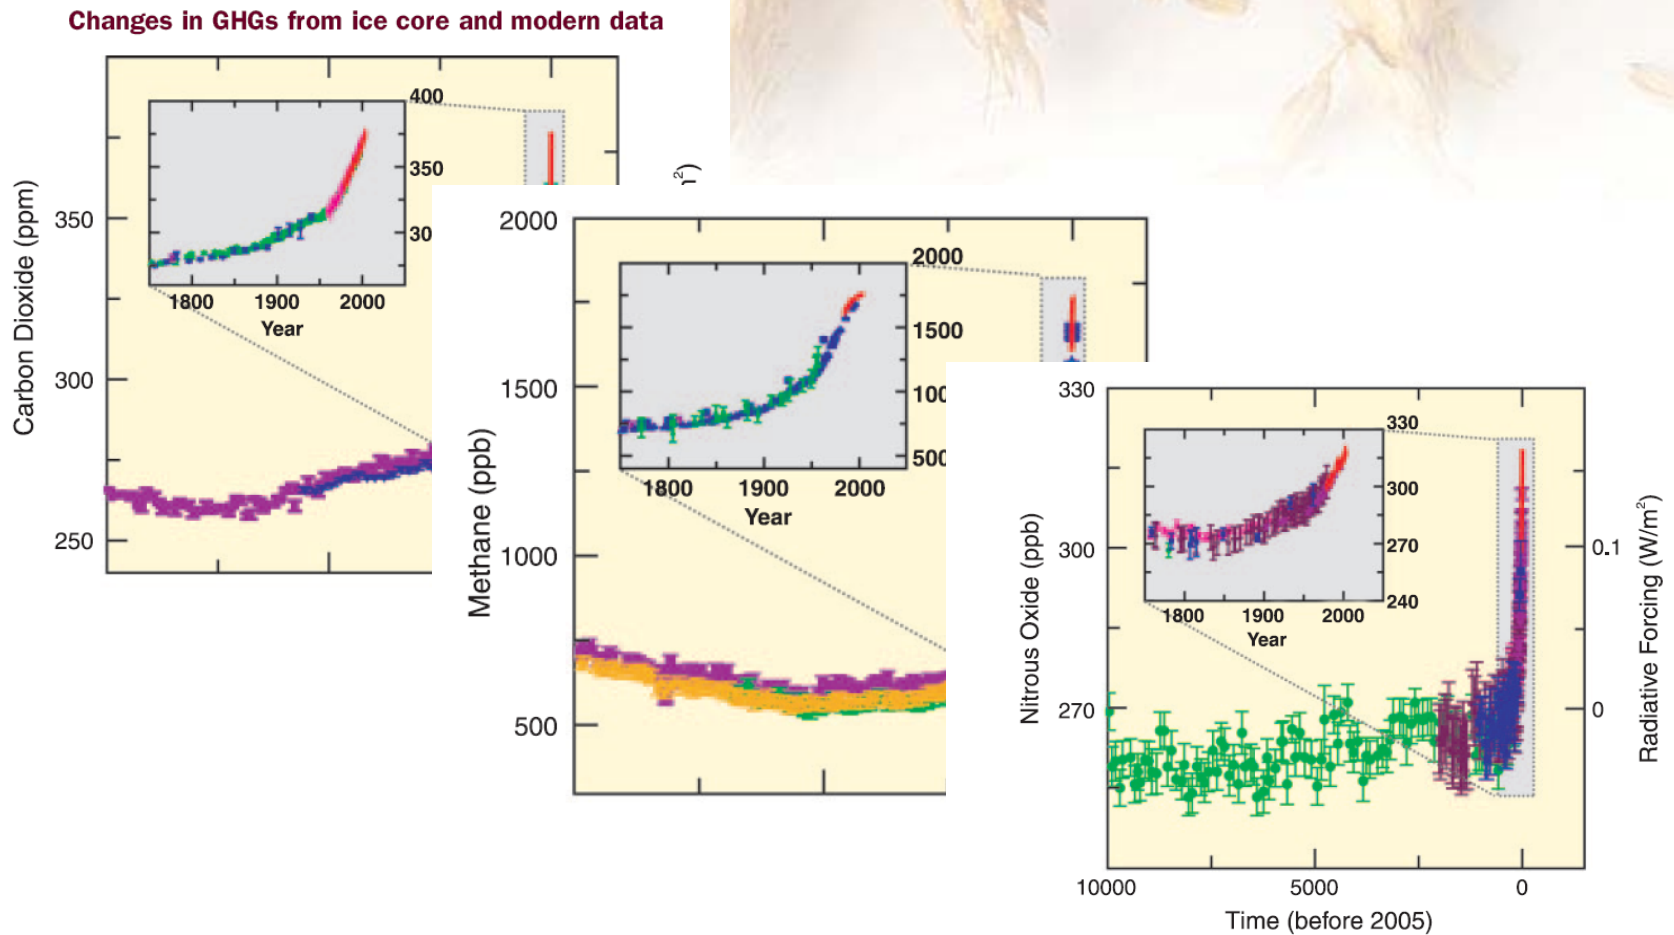 Changes in GHGs from ice core and modern data
Carbon Dioxide (ppm)
350
300
250
400
350
30
1800 1900 2000
Year
Methane (ppb)
2000
1500
1000
500
2000
1500
100
500
1800 1900 2000
Year
Nitrous Oxide (ppb)
330
300
270
330
300
270
240
1800 1900 2000
Year
0.1
0
Radiative Forcing (W/m²)
10000 5000 0
Time (before 2005)